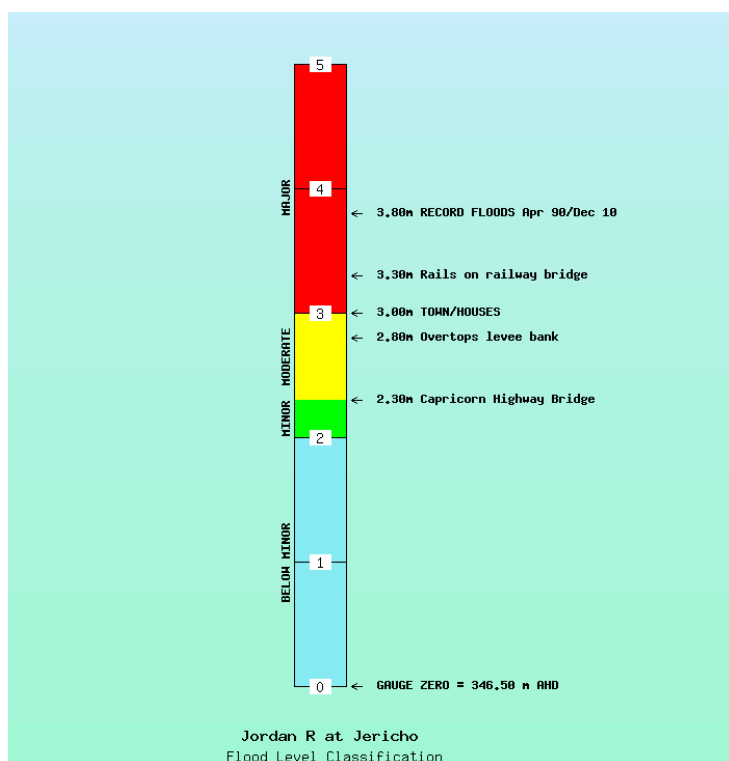 5
MAJOR
4
← 3.80m RECORD FLOODS Apr 90/Dec 10
← 3.30m Rails on railway bridge
3
← 3.00m TOWN/HOUSES
← 2.80m Overtops levee bank
MODERATE
← 2.30m Capricorn Highway Bridge
MINOR
2
BELOW MINOR
1
0
← GAUGE ZERO = 346.50 m AHD
Jordan R at Jericho
Flood Level Classification